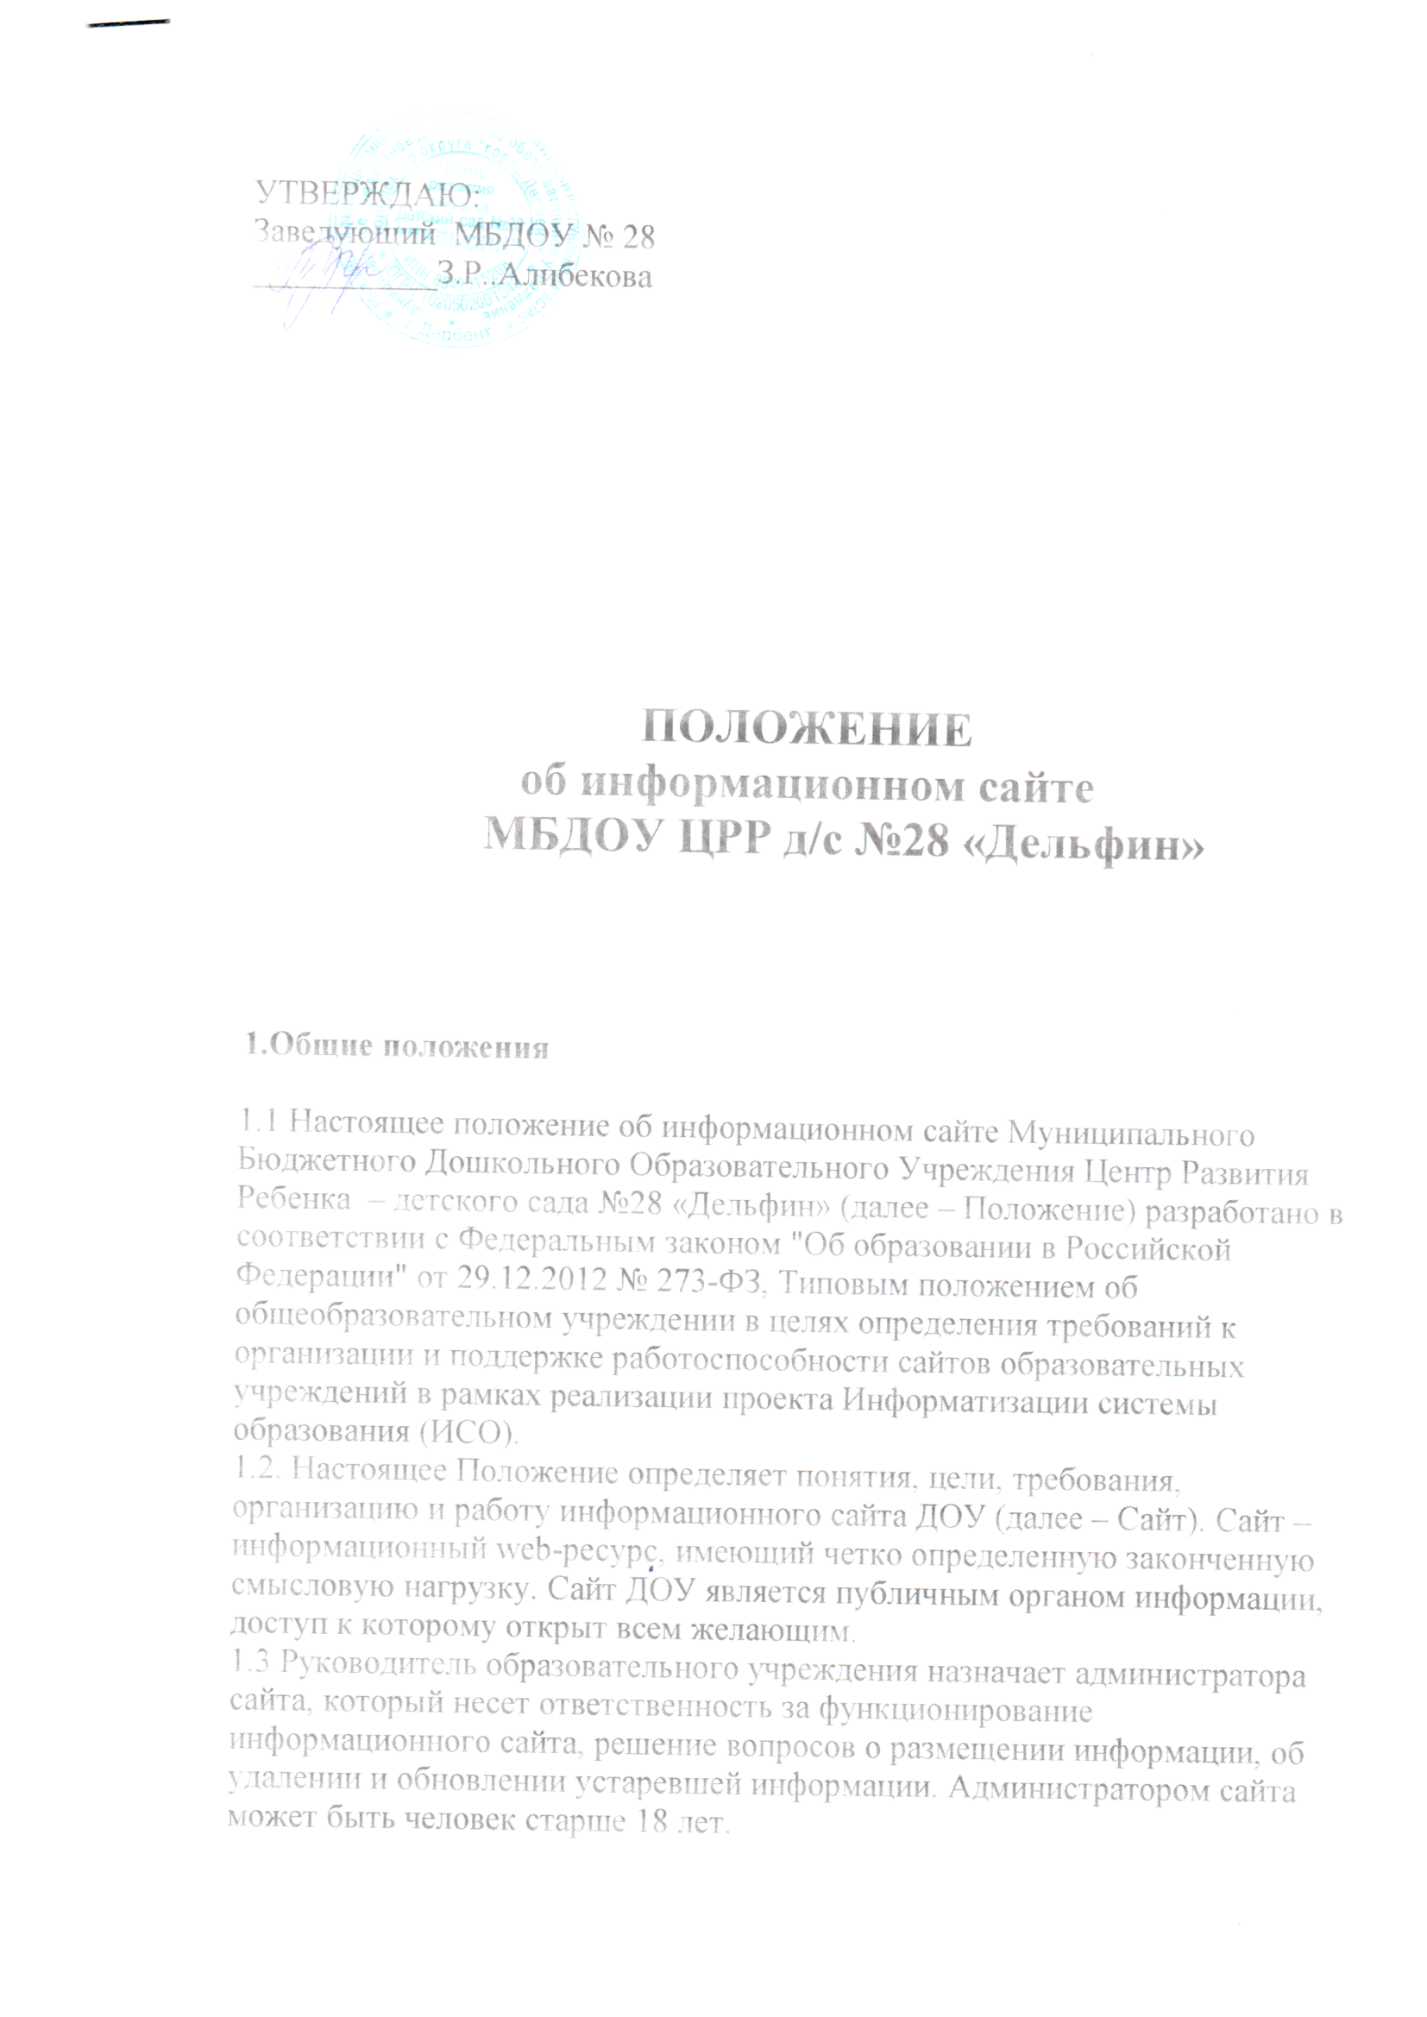 УТВЕРЖДАЮ:
Заведующий  МБДОУ № 28
___________З.Р..Алибекова
г. Дербент
ПОЛОЖЕНИЕ
об информационном сайте
МБДОУ ЦРР д/с №28 «Дельфин»
1.Общие положения
1.1 Настоящее положение об информационном сайте Муниципального
Бюджетного Дошкольного Образовательного Учреждения Центр Развития
Ребенка  – детского сада №28 «Дельфин» (далее – Положение) разработано в
соответствии с Федеральным законом "Об образовании в Российской
Федерации" от 29.12.2012 № 273-ФЗ, Типовым положением об
общеобразовательном учреждении в целях определения требований к
организации и поддержке работоспособности сайтов образовательных
учреждений в рамках реализации проекта Информатизации системы
образования (ИСО).
1.2. Настоящее Положение определяет понятия, цели, требования,
организацию и работу информационного сайта ДОУ (далее – Сайт). Сайт –
информационный web-ресурс, имеющий четко определенную законченную
смысловую нагрузку. Сайт ДОУ является публичным органом информации,
доступ к которому открыт всем желающим.
1.3 Руководитель образовательного учреждения назначает администратора
сайта, который несет ответственность за функционирование
информационного сайта, решение вопросов о размещении информации, об
удалении и обновлении устаревшей информации. Администратором сайта
может быть человек старше 18 лет.